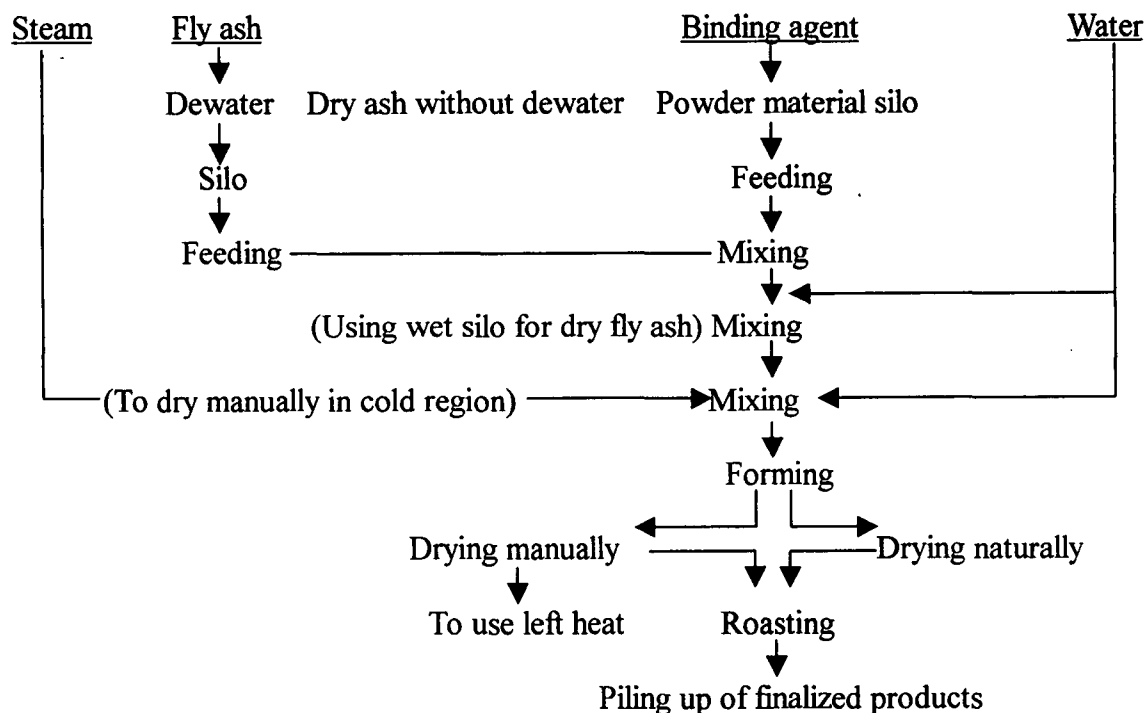 Steam Fly ash Binding agent Water
Dewater Dry ash without dewater Powder material silo
Silo Feeding
Feeding Mixing
(Using wet silo for dry fly ash) Mixing
(To dry manually in cold region) Mixing
Forming
Drying manually Drying naturally
To use left heat Roasting
Piling up of finalized products